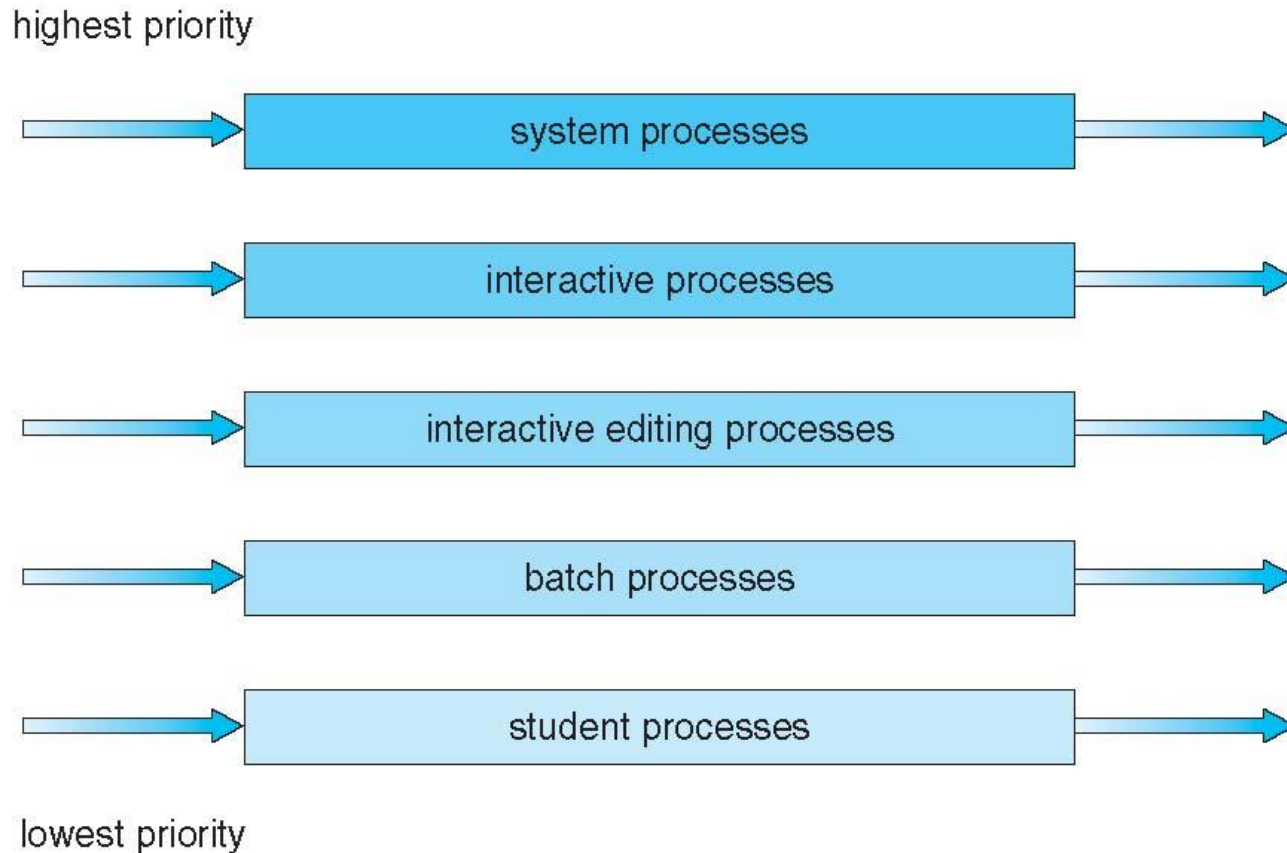 highest priority
system processes
interactive processes
interactive editing processes
batch processes
student processes
lowest priority